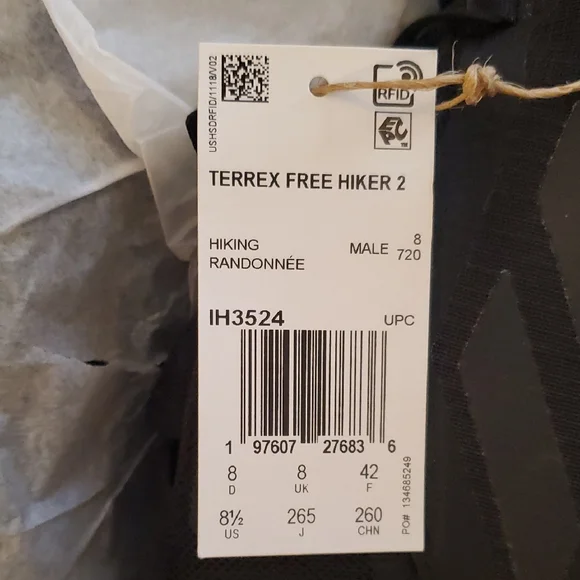 USHSDRFID/1118/V02
RFID
EPC™
TERREX FREE HIKER 2
HIKING
RANDONNÉE
MALE 8
720
IH3524
UPC
1 97607 27683 6
8 8 42
D UK F
8½ 265 260
US J CHN
PO# 134685249